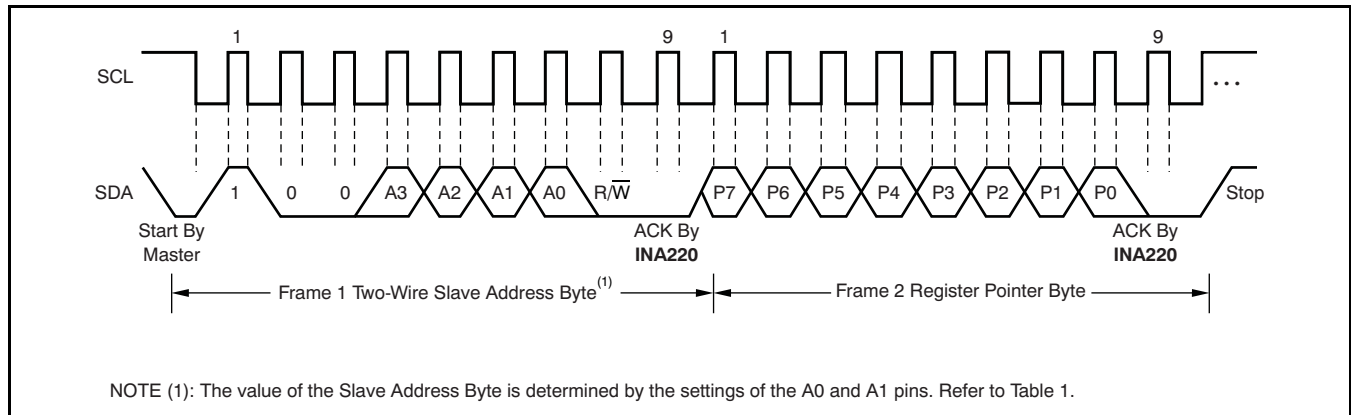 1 9 1 9
SCL
...
SDA 1 0 0 A3 A2 A1 A0 R/W̅ P7 P6 P5 P4 P3 P2 P1 P0 Stop
Start By Master
ACK By INA220
ACK By INA220
Frame 1 Two-Wire Slave Address Byte(1)
Frame 2 Register Pointer Byte
NOTE (1): The value of the Slave Address Byte is determined by the settings of the A0 and A1 pins. Refer to Table 1.